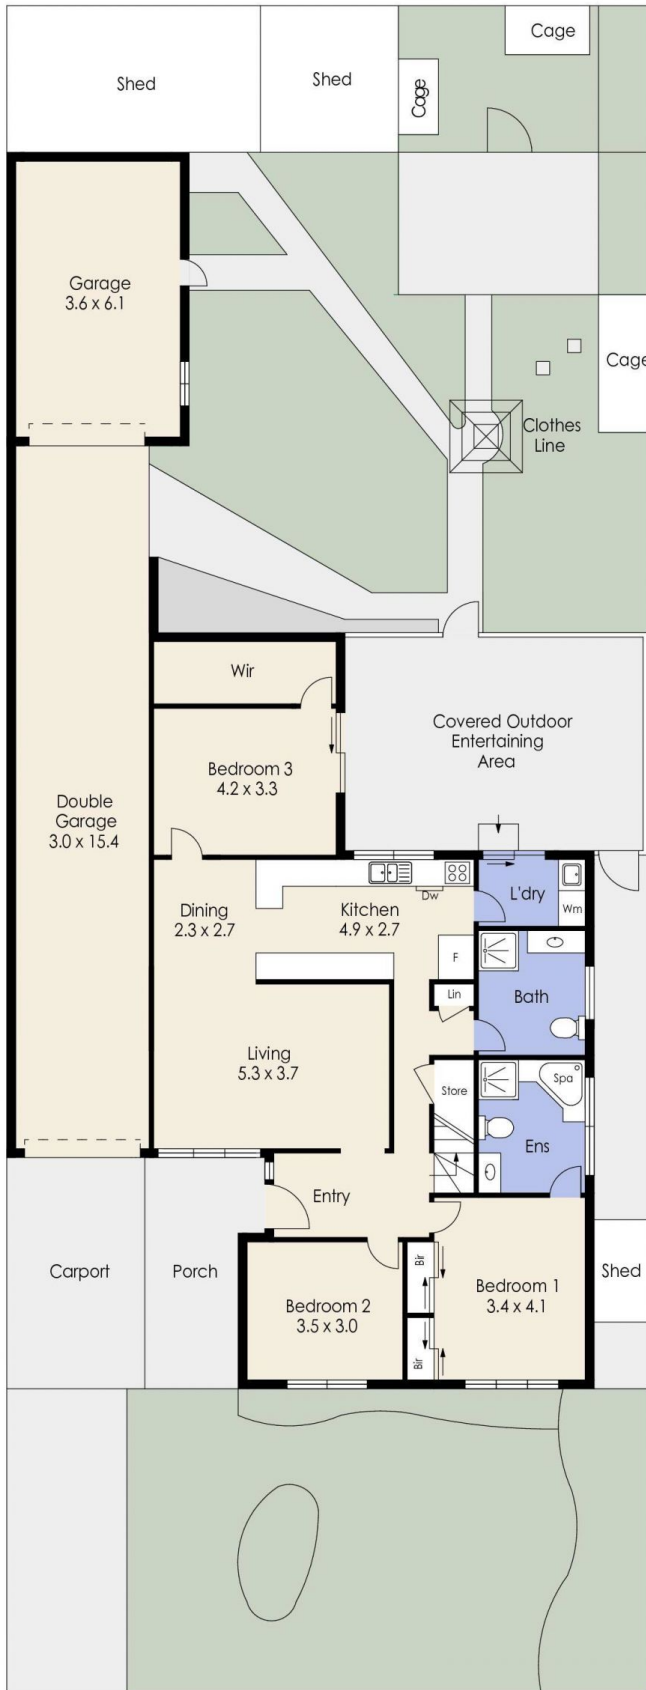 Cage
Shed
Shed
Cage
Garage
3.6 x 6.1
Cage
Clothes
Line
Wir
Covered Outdoor
Entertaining
Area
Bedroom 3
4.2 x 3.3
Double
Garage
3.0 x 15.4
Dw
L'dry
Wm
Dining
2.3 x 2.7
Kitchen
4.9 x 2.7
F
Lin
Bath
Living
5.3 x 3.7
Store
Spa
Ens
Entry
Carport
Porch
Bir
Bedroom 1
3.4 x 4.1
Shed
Bedroom 2
3.5 x 3.0
Bir